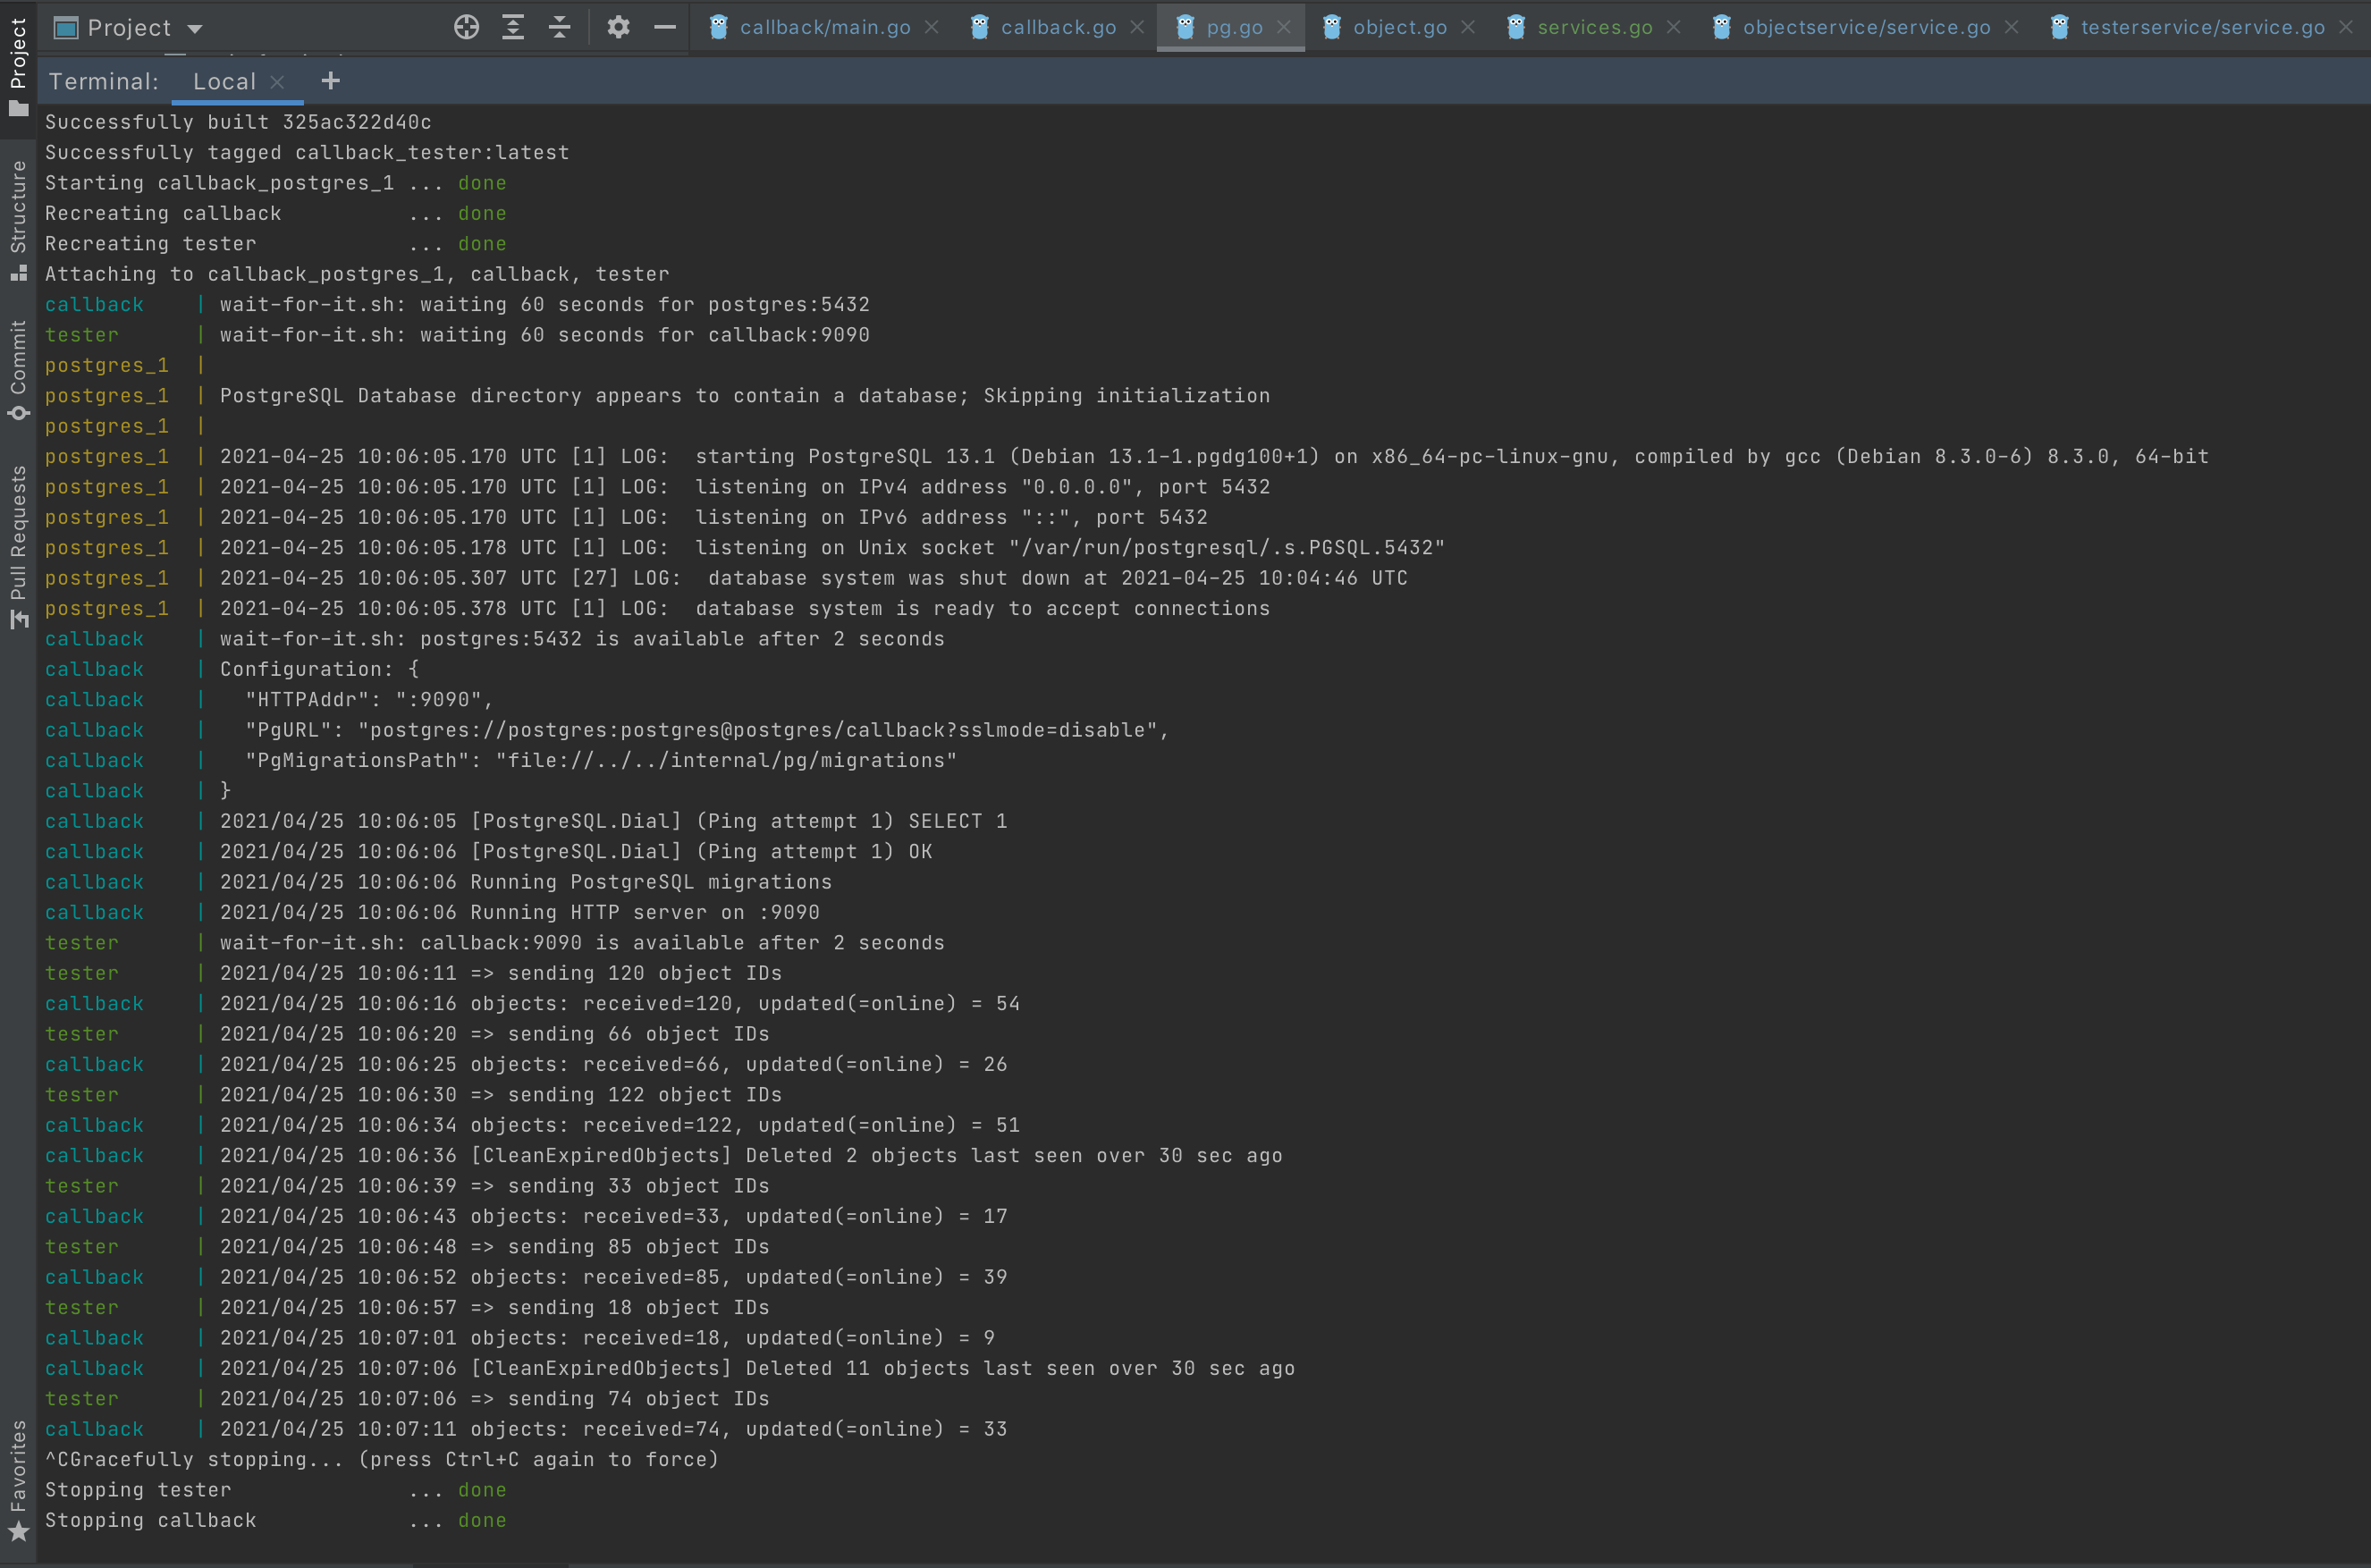 Project
callback/main.go
callback.go
pg.go
object.go
services.go
objectservice/service.go
testerservice/service.go
Project
Structure
Commit
Pull Requests
Favorites
Terminal: Local +
Successfully built 325ac322d40c
Successfully tagged callback_tester:latest
Starting callback_postgres_1 ... done
Recreating callback ... done
Recreating tester ... done
Attaching to callback_postgres_1, callback, tester
callback | wait-for-it.sh: waiting 60 seconds for postgres:5432
tester | wait-for-it.sh: waiting 60 seconds for callback:9090
postgres_1 |
postgres_1 | PostgreSQL Database directory appears to contain a database; Skipping initialization
postgres_1 |
postgres_1 | 2021-04-25 10:06:05.170 UTC [1] LOG:  starting PostgreSQL 13.1 (Debian 13.1-1.pgdg100+1) on x86_64-pc-linux-gnu, compiled by gcc (Debian 8.3.0-6) 8.3.0, 64-bit
postgres_1 | 2021-04-25 10:06:05.170 UTC [1] LOG:  listening on IPv4 address "0.0.0.0", port 5432
postgres_1 | 2021-04-25 10:06:05.170 UTC [1] LOG:  listening on IPv6 address "::", port 5432
postgres_1 | 2021-04-25 10:06:05.178 UTC [1] LOG:  listening on Unix socket "/var/run/postgresql/.s.PGSQL.5432"
postgres_1 | 2021-04-25 10:06:05.307 UTC [27] LOG:  database system was shut down at 2021-04-25 10:04:46 UTC
postgres_1 | 2021-04-25 10:06:05.378 UTC [1] LOG:  database system is ready to accept connections
callback | wait-for-it.sh: postgres:5432 is available after 2 seconds
callback | Configuration: {
callback |   "HTTPAddr": ":9090",
callback |   "PgURL": "postgres://postgres:postgres@postgres/callback?sslmode=disable",
callback |   "PgMigrationsPath": "file://../../internal/pg/migrations"
callback | }
callback | 2021/04/25 10:06:05 [PostgreSQL.Dial] (Ping attempt 1) SELECT 1
callback | 2021/04/25 10:06:06 [PostgreSQL.Dial] (Ping attempt 1) OK
callback | 2021/04/25 10:06:06 Running PostgreSQL migrations
callback | 2021/04/25 10:06:06 Running HTTP server on :9090
tester | wait-for-it.sh: callback:9090 is available after 2 seconds
tester | 2021/04/25 10:06:11 => sending 120 object IDs
callback | 2021/04/25 10:06:16 objects: received=120, updated(=online) = 54
tester | 2021/04/25 10:06:20 => sending 66 object IDs
callback | 2021/04/25 10:06:25 objects: received=66, updated(=online) = 26
tester | 2021/04/25 10:06:30 => sending 122 object IDs
callback | 2021/04/25 10:06:34 objects: received=122, updated(=online) = 51
callback | 2021/04/25 10:06:36 [CleanExpiredObjects] Deleted 2 objects last seen over 30 sec ago
tester | 2021/04/25 10:06:39 => sending 33 object IDs
callback | 2021/04/25 10:06:43 objects: received=33, updated(=online) = 17
tester | 2021/04/25 10:06:48 => sending 85 object IDs
callback | 2021/04/25 10:06:52 objects: received=85, updated(=online) = 39
tester | 2021/04/25 10:06:57 => sending 18 object IDs
callback | 2021/04/25 10:07:01 objects: received=18, updated(=online) = 9
callback | 2021/04/25 10:07:06 [CleanExpiredObjects] Deleted 11 objects last seen over 30 sec ago
tester | 2021/04/25 10:07:06 => sending 74 object IDs
callback | 2021/04/25 10:07:11 objects: received=74, updated(=online) = 33
^CGracefully stopping... (press Ctrl+C again to force)
Stopping tester ... done
Stopping callback ... done